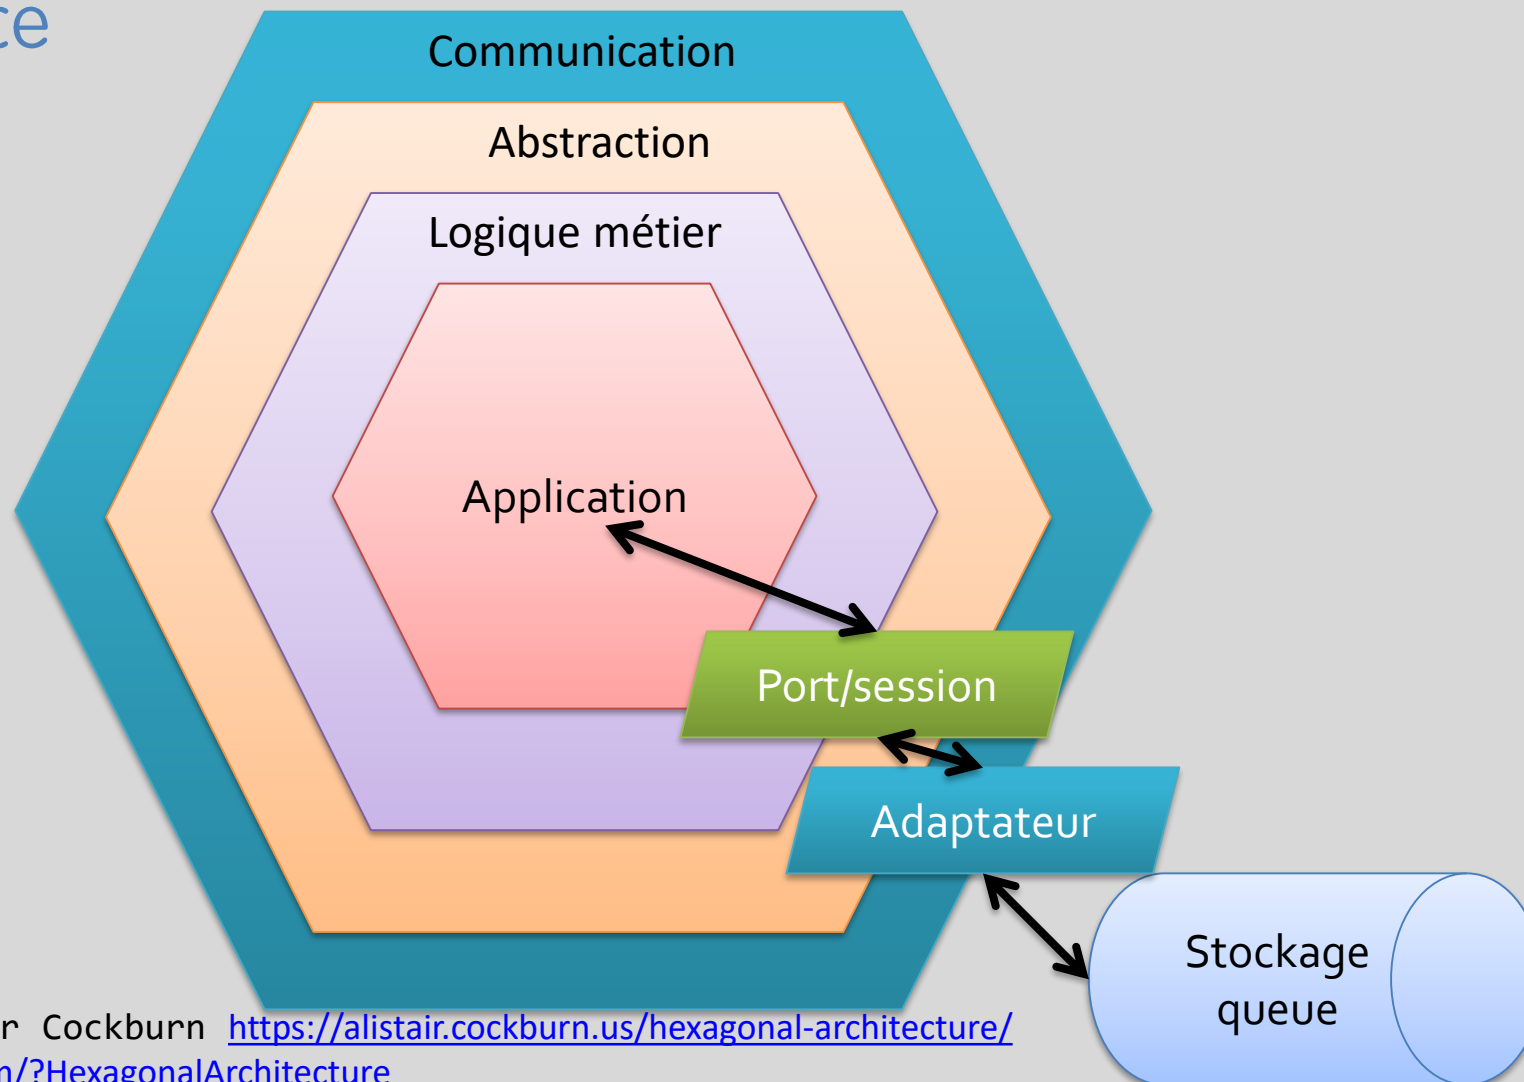 ce
Communication
Abstraction
Logique métier
Application
Port/session
Adaptateur
Stockage
queue
r Cockburn https://alistair.cockburn.us/hexagonal-architecture/
m/?HexagonalArchitecture